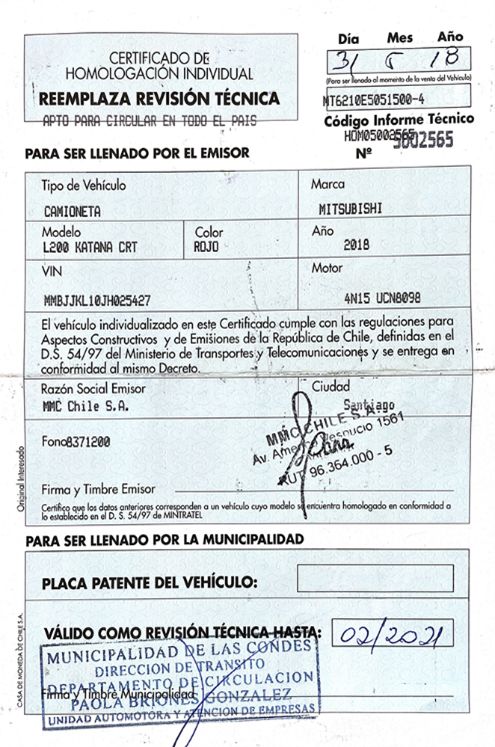 CERTIFICADO DE
HOMOLOGACIÓN INDIVIDUAL
REEMPLAZA REVISIÓN TÉCNICA
APTO PARA CIRCULAR EN TODO EL PAIS
Día Mes Año
31 5 18
(Para ser llenado al momento de la venta del Vehículo)
MT6210E5051500-4
Código Informe Técnico
HOM05002565
Nº 5002565
PARA SER LLENADO POR EL EMISOR
Tipo de Vehículo Marca
CAMIONETA MITSUBISHI
Modelo Color Año
L200 KATANA CRT ROJO 2018
VIN Motor
MMBJJKL10JH025427 4N15 UCN8098
El vehículo individualizado en este Certificado cumple con las regulaciones para
Aspectos Constructivos y de Emisiones de la República de Chile, definidas en el
D.S. 54/97 del Ministerio de Transportes y Telecomunicaciones y se entrega en
conformidad al mismo Decreto.
Razón Social Emisor Ciudad
MMC Chile S.A. Santiago
MMC CHILE S.A.
Av. Americo Vespucio 1561
RUT 96.364.000 - 5
Fono8371200
Firma y Timbre Emisor
Certifico que los datos anteriores corresponden a un vehículo cuyo modelo se encuentra homologado en conformidad a
lo establecido en el D. S. 54/97 de MINTRATEL
Original Interesado
PARA SER LLENADO POR LA MUNICIPALIDAD
PLACA PATENTE DEL VEHÍCULO:
VÁLIDO COMO REVISIÓN TÉCNICA HASTA: 02/2021
MUNICIPALIDAD DE LAS CONDES
DIRECCION DE TRANSITO
DEPARTAMENTO DE CIRCULACION
Firma y Timbre Municipalidad
PAOLA BRIONES GONZALEZ
UNIDAD AUTOMOTORA Y ATENCION DE EMPRESAS
CASA DE MONEDA DE CHILE S.A.